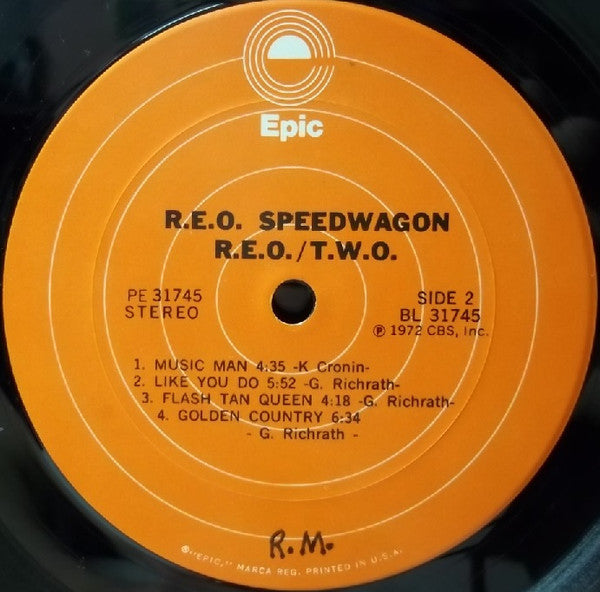 Epic
R.E.O. SPEEDWAGON
R.E.O./T.W.O.
PE 31745
STEREO
SIDE 2
BL 31745
℗ 1972 CBS, Inc.
1. MUSIC MAN 4:35 -K Cronin-
2. LIKE YOU DO 5:52 -G. Richrath-
3. FLASH TAN QUEEN 4:18 -G. Richrath-
4. GOLDEN COUNTRY 6:34
- G. Richrath -
R.M.
®"EPIC," MARCA REG. PRINTED IN U.S.A.